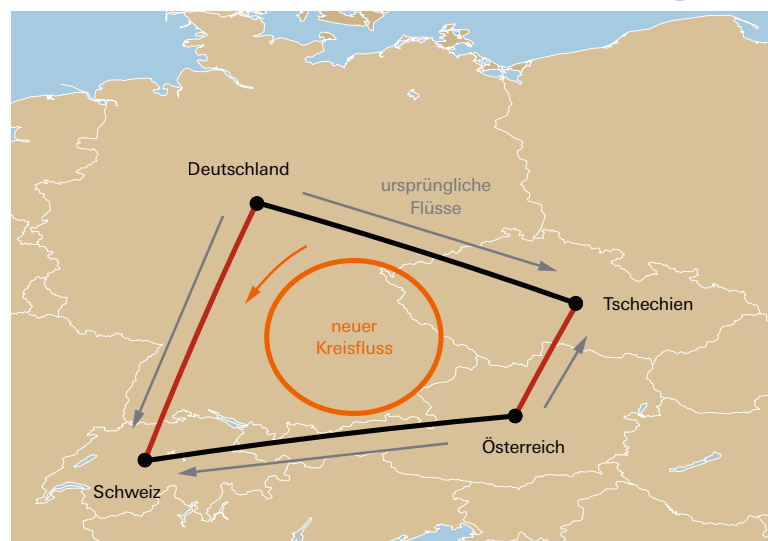 Deutschland
ursprüngliche
Flüsse
Tschechien
neuer
Kreisfluss
Österreich
Schweiz